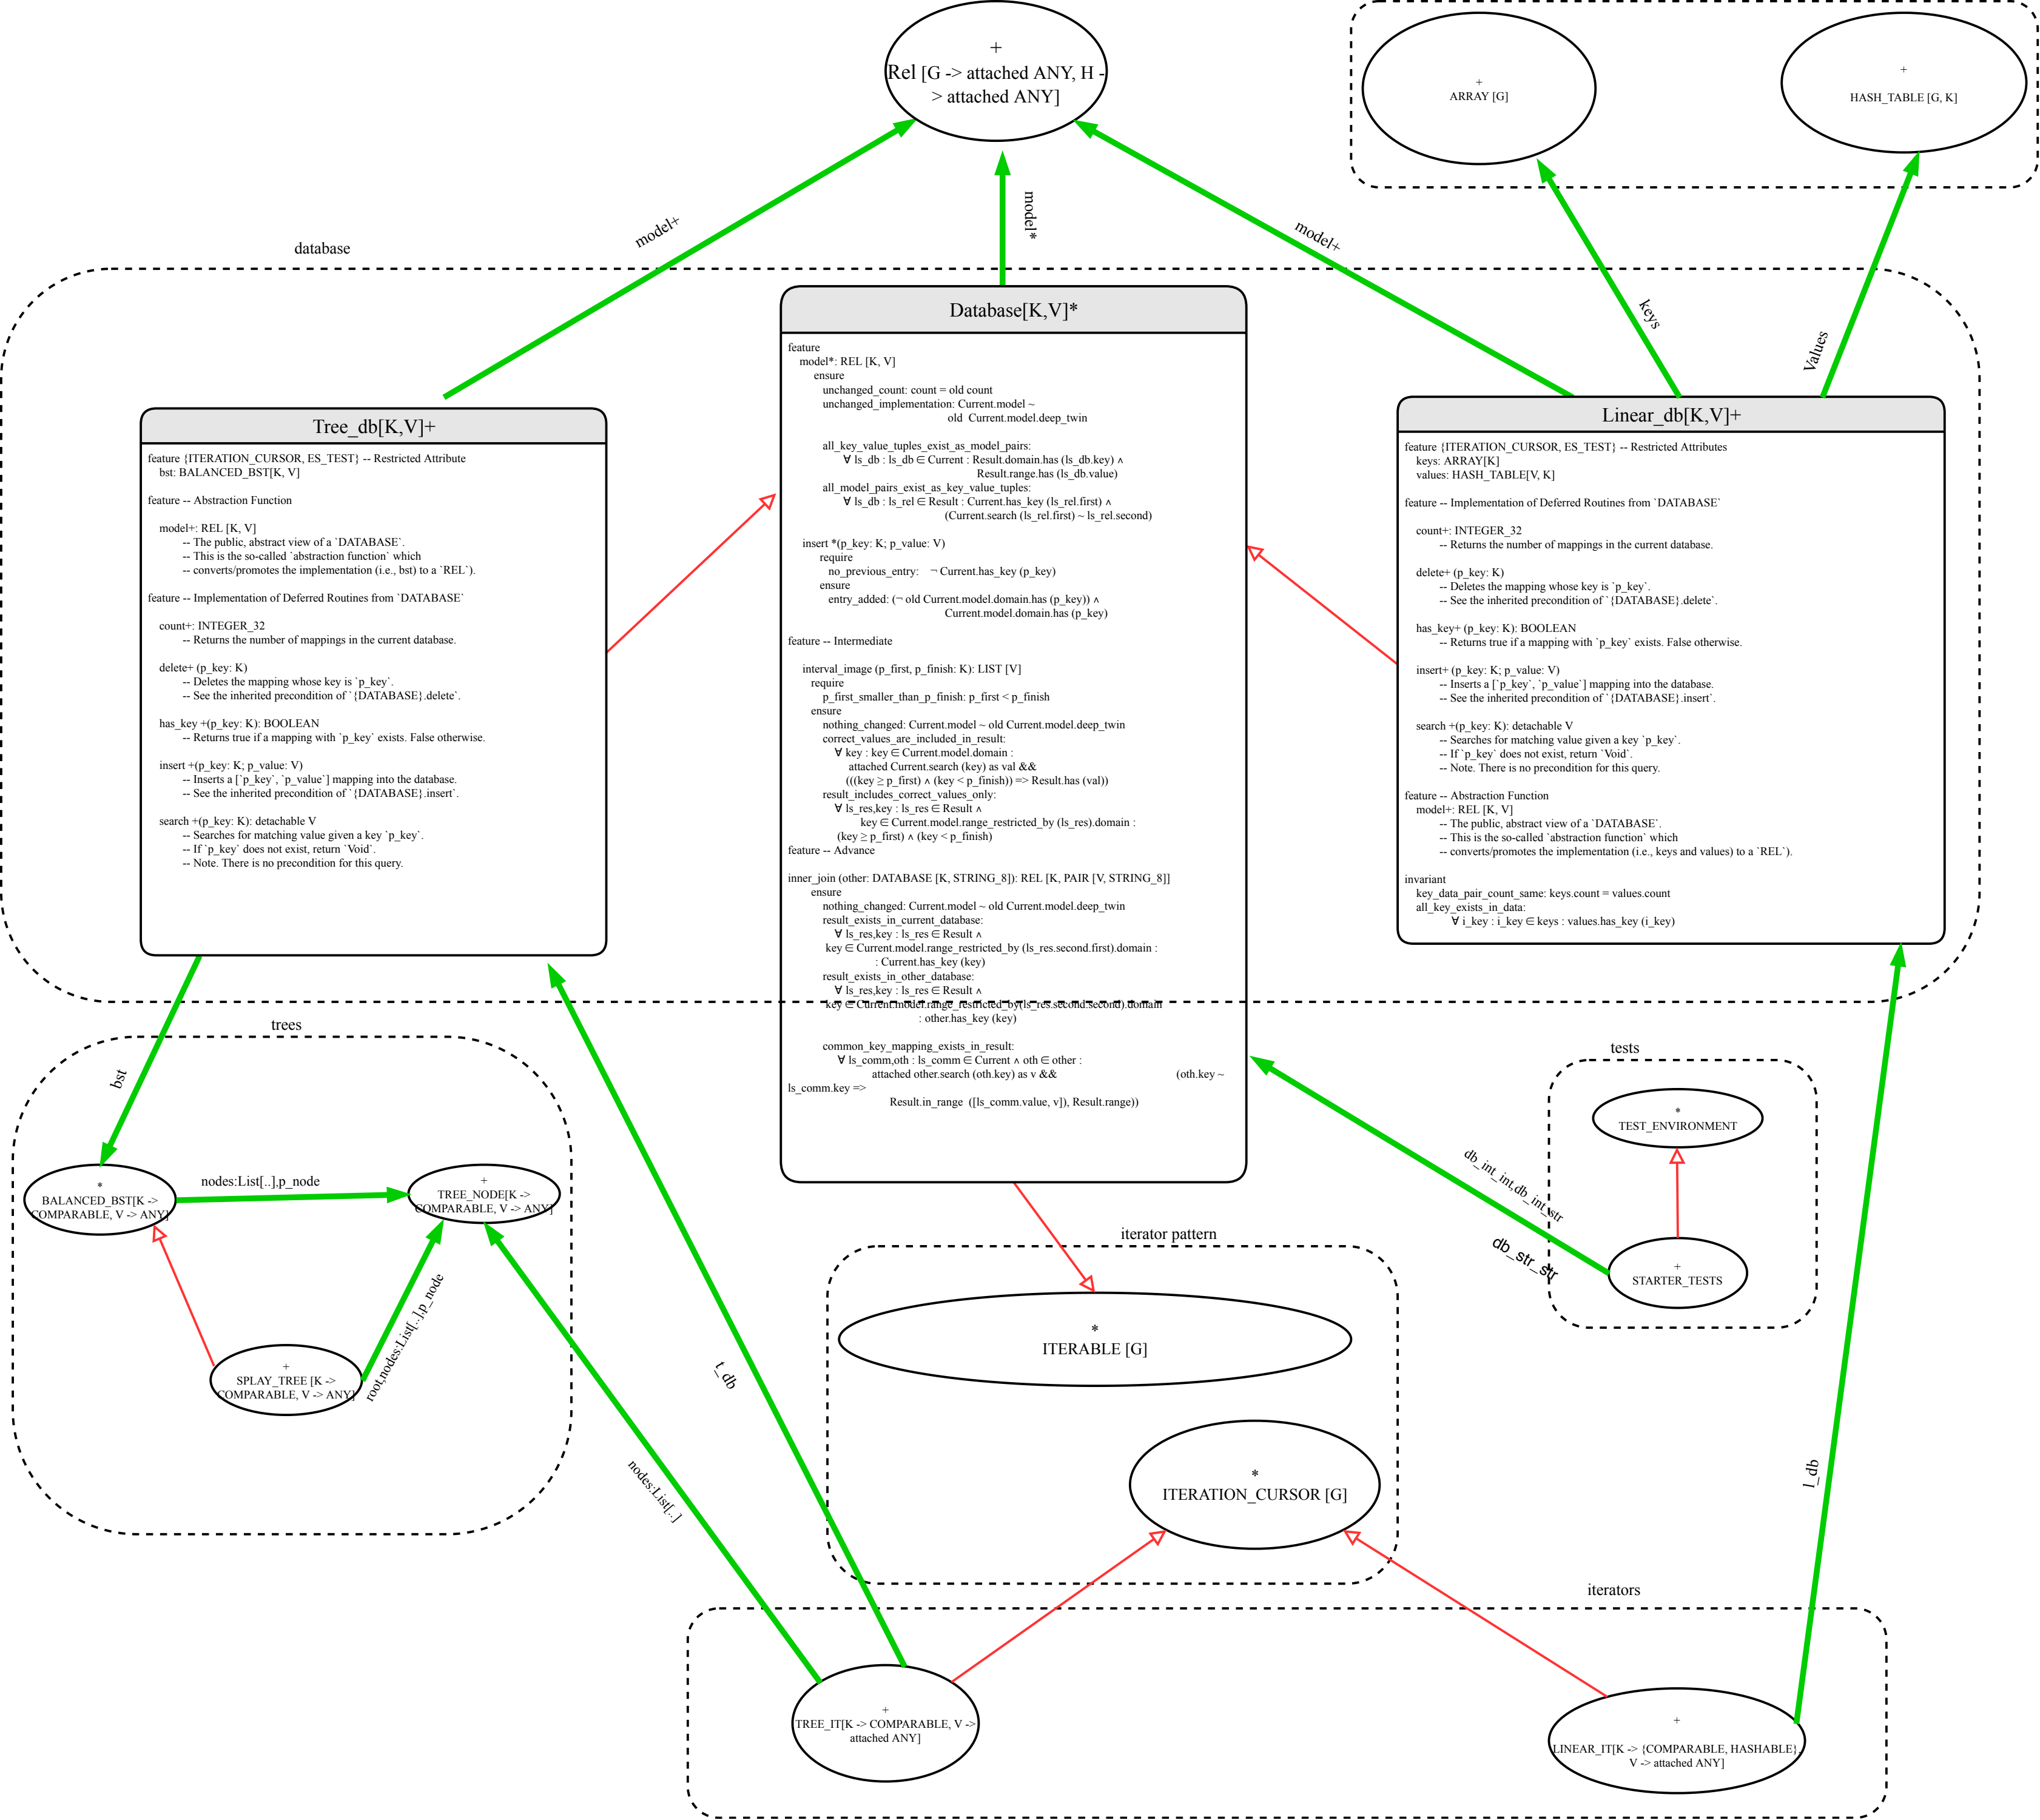 +
Rel [G -> attached ANY, H -
> attached ANY]
+
ARRAY [G]
+
HASH_TABLE [G, K]
model+
model*
model+
keys
Values
database
Tree_db[K,V]+
feature {ITERATION_CURSOR, ES_TEST} -- Restricted Attribute
bst: BALANCED_BST[K, V]
feature -- Abstraction Function
model+: REL [K, V]
-- The public, abstract view of a `DATABASE`.
-- This is the so-called `abstraction function` which
-- converts/promotes the implementation (i.e., bst) to a `REL`).
feature -- Implementation of Deferred Routines from `DATABASE`
count+: INTEGER_32
-- Returns the number of mappings in the current database.
delete+ (p_key: K)
-- Deletes the mapping whose key is `p_key`.
-- See the inherited precondition of `{DATABASE}.delete`.
has_key +(p_key: K): BOOLEAN
-- Returns true if a mapping with `p_key` exists. False otherwise.
insert +(p_key: K; p_value: V)
-- Inserts a [`p_key`, `p_value`] mapping into the database.
-- See the inherited precondition of `{DATABASE}.insert`.
search +(p_key: K): detachable V
-- Searches for matching value given a key `p_key`.
-- If `p_key` does not exist, return `Void`.
-- Note. There is no precondition for this query.
Database[K,V]*
feature
model*: REL [K, V]
ensure
unchanged_count: count = old count
unchanged_implementation: Current.model ~
old  Current.model.deep_twin
all_key_value_tuples_exist_as_model_pairs:
∀ ls_db : ls_db ∈ Current : Result.domain.has (ls_db.key) ∧
Result.range.has (ls_db.value)
all_model_pairs_exist_as_key_value_tuples:
∀ ls_db : ls_rel ∈ Result : Current.has_key (ls_rel.first) ∧
(Current.search (ls_rel.first) ~ ls_rel.second)
insert *(p_key: K; p_value: V)
require
no_previous_entry:    ¬ Current.has_key (p_key)
ensure
entry_added: (¬ old Current.model.domain.has (p_key)) ∧
Current.model.domain.has (p_key)
feature -- Intermediate
interval_image (p_first, p_finish: K): LIST [V]
require
p_first_smaller_than_p_finish: p_first < p_finish
ensure
nothing_changed: Current.model ~ old Current.model.deep_twin
correct_values_are_included_in_result:
∀ key : key ∈ Current.model.domain :
attached Current.search (key) as val &&
(((key ≥ p_first) ∧ (key < p_finish)) => Result.has (val))
result_includes_correct_values_only:
∀ ls_res,key : ls_res ∈ Result ∧
key ∈ Current.model.range_restricted_by (ls_res).domain :
(key ≥ p_first) ∧ (key < p_finish)
feature -- Advance
inner_join (other: DATABASE [K, STRING_8]): REL [K, PAIR [V, STRING_8]]
ensure
nothing_changed: Current.model ~ old Current.model.deep_twin
result_exists_in_current_database:
∀ ls_res,key : ls_res ∈ Result ∧
key ∈ Current.model.range_restricted_by (ls_res.second.first).domain :
: Current.has_key (key)
result_exists_in_other_database:
∀ ls_res,key : ls_res ∈ Result ∧
key ∈ Current.model.range_restricted_by(ls_res.second.second).domain
: other.has_key (key)
common_key_mapping_exists_in_result:
∀ ls_comm,oth : ls_comm ∈ Current ∧ oth ∈ other :
attached other.search (oth.key) as v && (oth.key ~
ls_comm.key =>
Result.in_range  ([ls_comm.value, v]), Result.range))
Linear_db[K,V]+
feature {ITERATION_CURSOR, ES_TEST} -- Restricted Attributes
keys: ARRAY[K]
values: HASH_TABLE[V, K]
feature -- Implementation of Deferred Routines from `DATABASE`
count+: INTEGER_32
-- Returns the number of mappings in the current database.
delete+ (p_key: K)
-- Deletes the mapping whose key is `p_key`.
-- See the inherited precondition of `{DATABASE}.delete`.
has_key+ (p_key: K): BOOLEAN
-- Returns true if a mapping with `p_key` exists. False otherwise.
insert+ (p_key: K; p_value: V)
-- Inserts a [`p_key`, `p_value`] mapping into the database.
-- See the inherited precondition of `{DATABASE}.insert`.
search +(p_key: K): detachable V
-- Searches for matching value given a key `p_key`.
-- If `p_key` does not exist, return `Void`.
-- Note. There is no precondition for this query.
feature -- Abstraction Function
model+: REL [K, V]
-- The public, abstract view of a `DATABASE`.
-- This is the so-called `abstraction function` which
-- converts/promotes the implementation (i.e., keys and values) to a `REL`).
invariant
key_data_pair_count_same: keys.count = values.count
all_key_exists_in_data:
∀ i_key : i_key ∈ keys : values.has_key (i_key)
trees
bst
*
BALANCED_BST[K ->
COMPARABLE, V -> ANY]
nodes:List[..],p_node
+
TREE_NODE[K ->
COMPARABLE, V -> ANY]
+
SPLAY_TREE [K ->
COMPARABLE, V -> ANY]
root,nodes:List[..],p_node
tests
*
TEST_ENVIRONMENT
+
STARTER_TESTS
db_int_int,db_int_str
db_str_str
iterator pattern
*
ITERABLE [G]
*
ITERATION_CURSOR [G]
t_db
nodes:List[..]
l_db
iterators
+
TREE_IT[K -> COMPARABLE, V ->
attached ANY]
+
LINEAR_IT[K -> {COMPARABLE, HASHABLE},
V -> attached ANY]